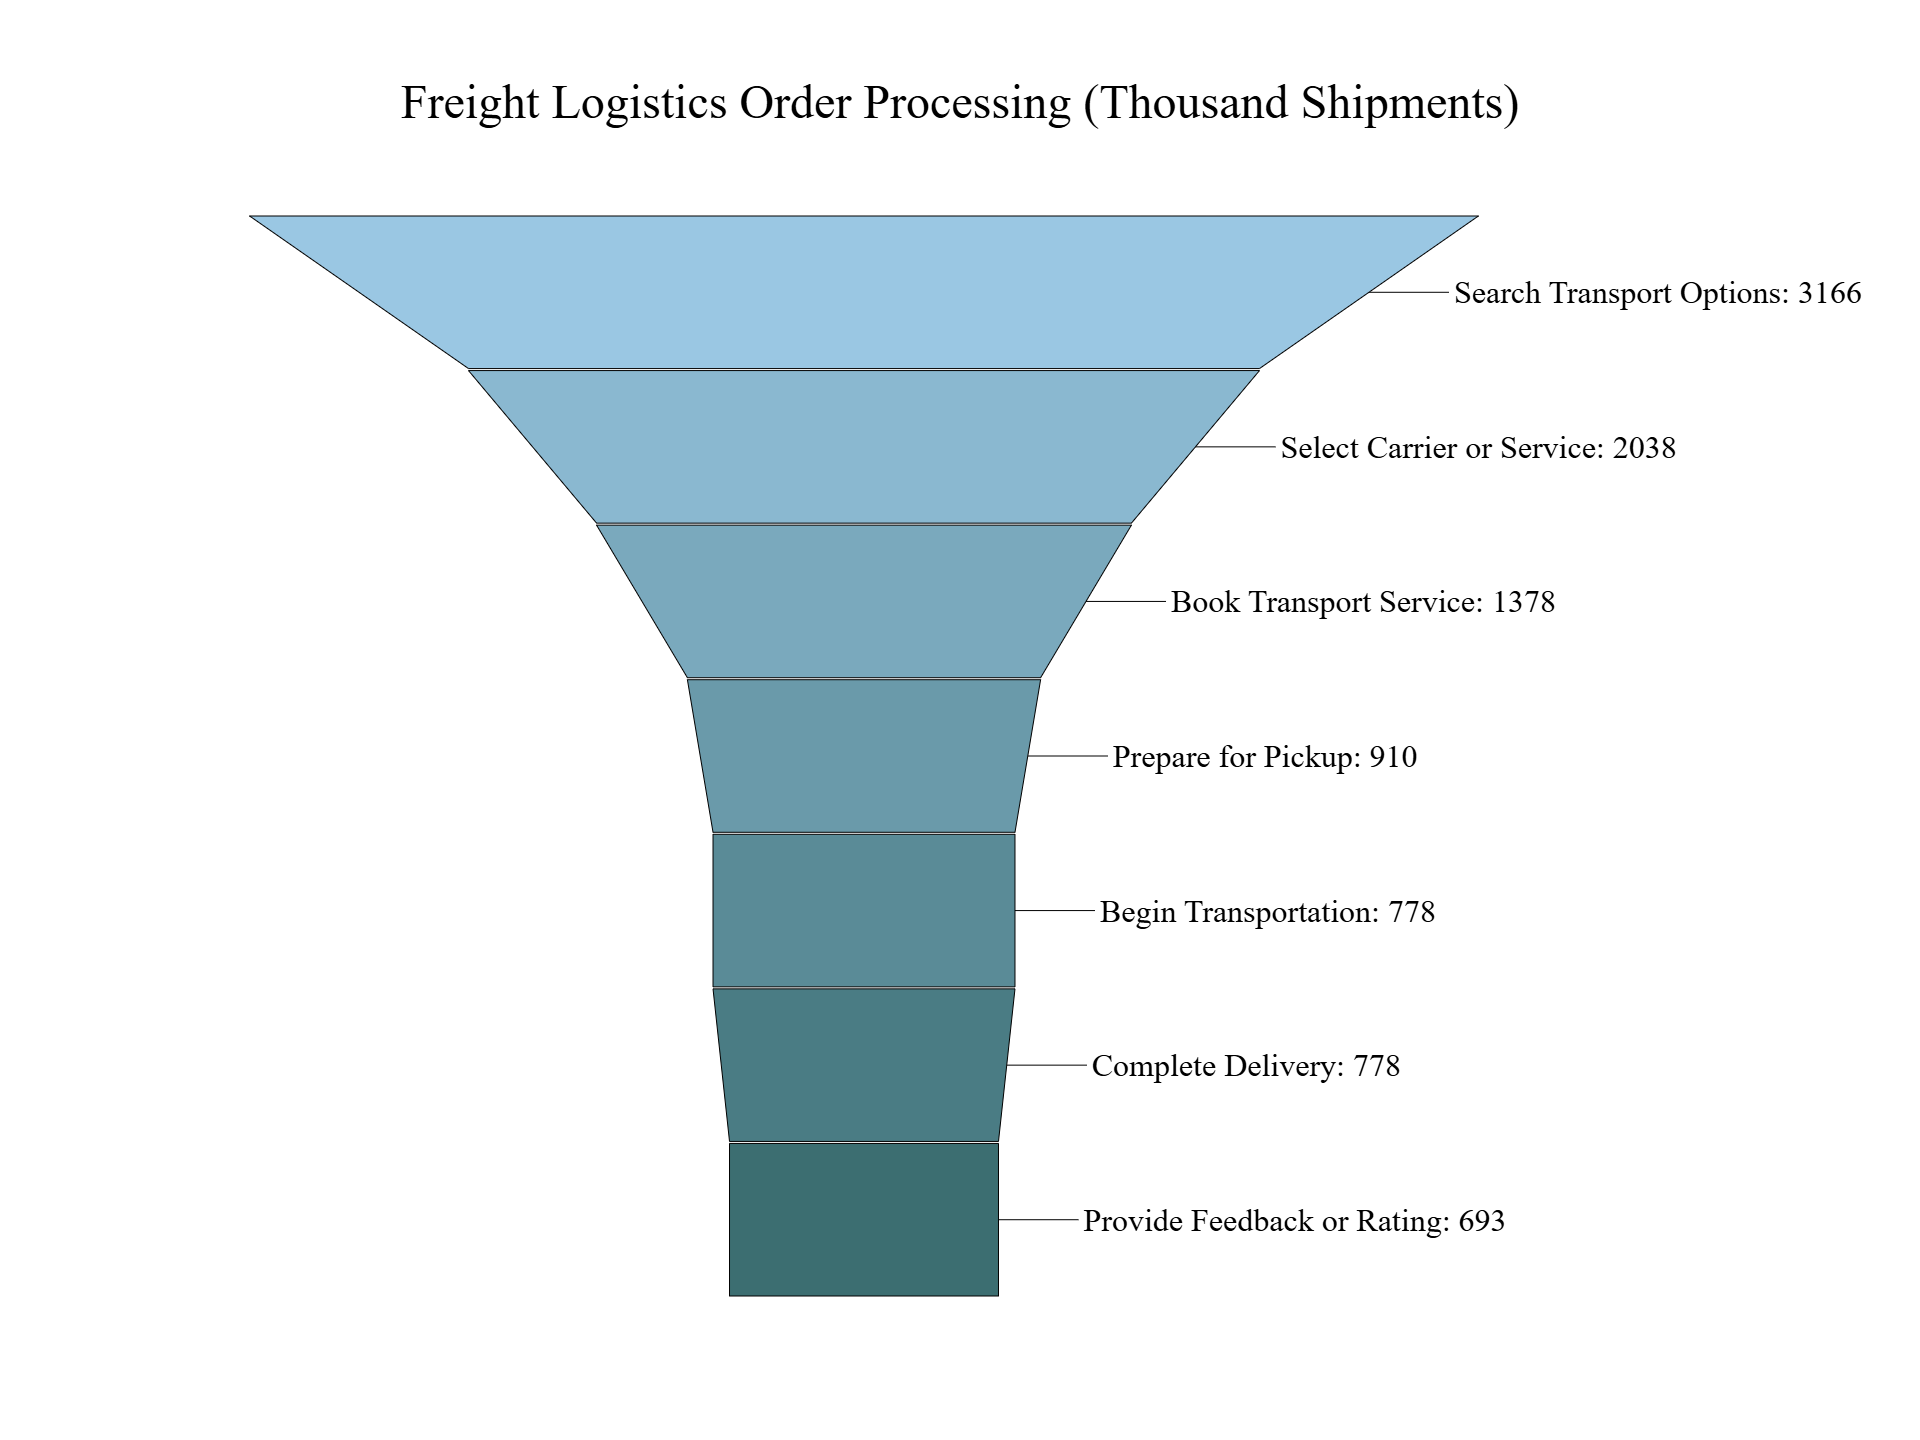 Freight Logistics Order Processing (Thousand Shipments)
Search Transport Options: 3166
Select Carrier or Service: 2038
Book Transport Service: 1378
Prepare for Pickup: 910
Begin Transportation: 778
Complete Delivery: 778
Provide Feedback or Rating: 693